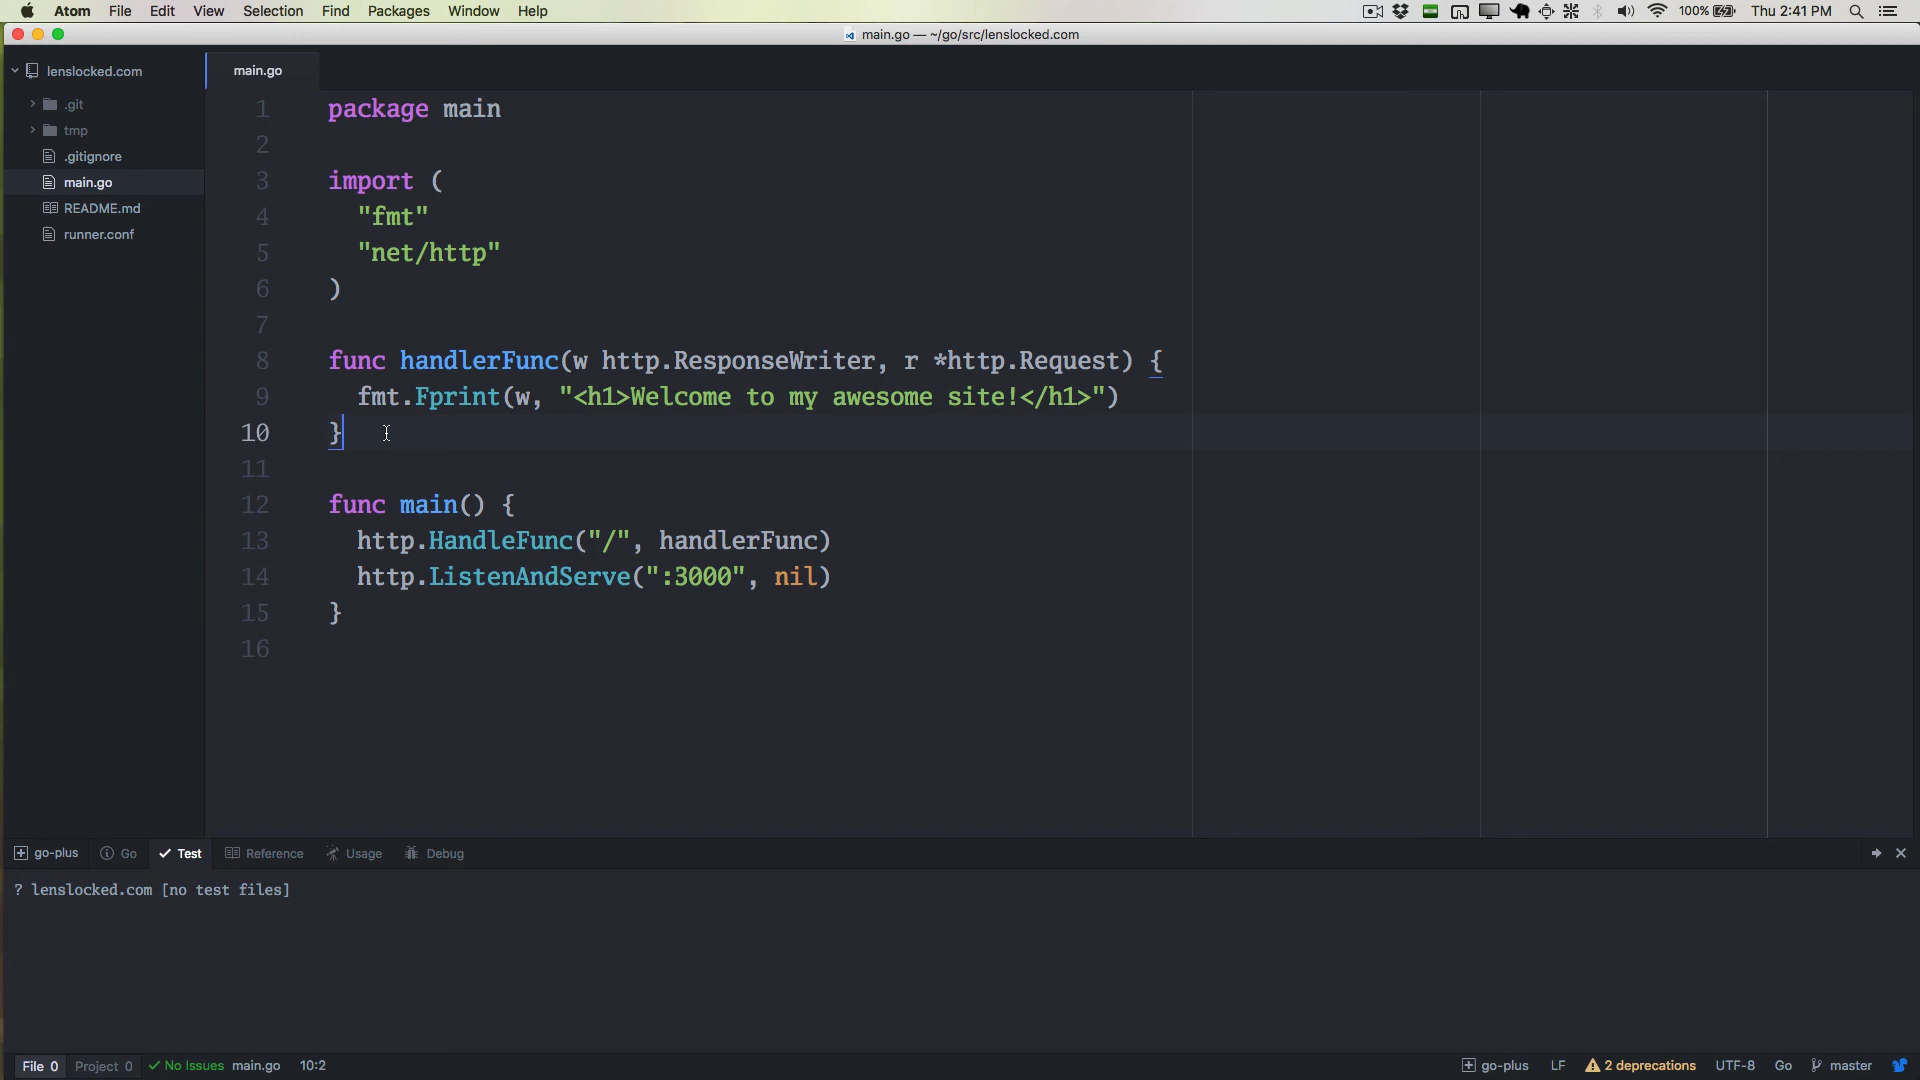 Atom File Edit View Selection Find Packages Window Help 100% Thu 2:41 PM
main.go — ~/go/src/lenslocked.com
lenslocked.com
.git
tmp
.gitignore
main.go
README.md
runner.conf
main.go
1 package main
2
3 import (
4 "fmt"
5 "net/http"
6 )
7
8 func handlerFunc(w http.ResponseWriter, r *http.Request) {
9 fmt.Fprint(w, "<h1>Welcome to my awesome site!</h1>")
10 }
11
12 func main() {
13 http.HandleFunc("/", handlerFunc)
14 http.ListenAndServe(":3000", nil)
15 }
16
go-plus Go Test Reference Usage Debug
? lenslocked.com [no test files]
File 0 Project 0 No Issues main.go 10:2 go-plus LF 2 deprecations UTF-8 Go master